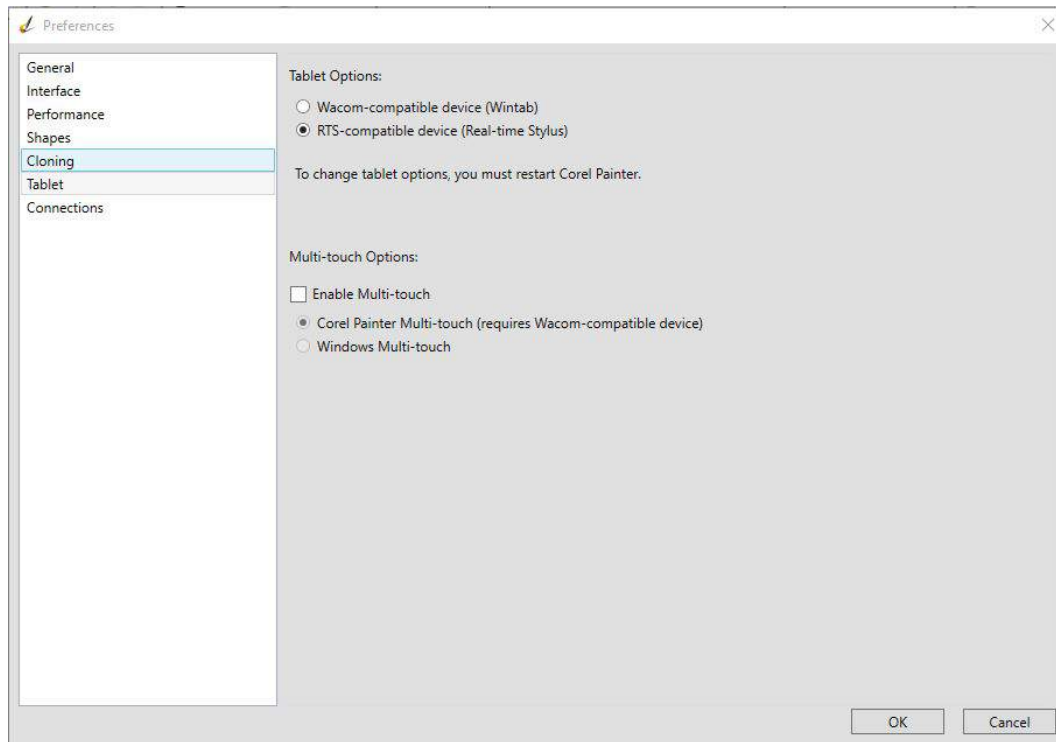 Preferences
General
Interface
Performance
Shapes
Cloning
Tablet
Connections
Tablet Options:
Wacom-compatible device (Wintab)
RTS-compatible device (Real-time Stylus)
To change tablet options, you must restart Corel Painter.
Multi-touch Options:
Enable Multi-touch
Corel Painter Multi-touch (requires Wacom-compatible device)
Windows Multi-touch
OK
Cancel